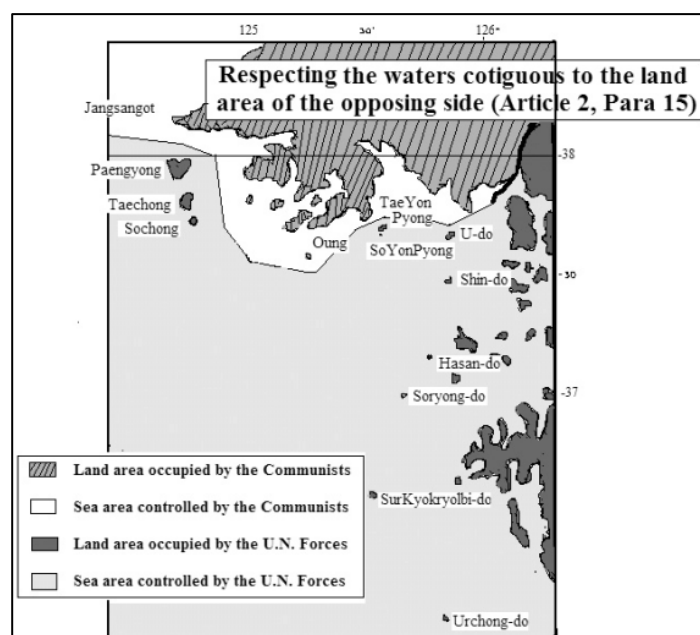 125 30' 126
Respecting the waters cotiguous to the land
area of the opposing side (Article 2, Para 15)
Jangsangot
-38
Paengyong
Taechong
Sochong
TaeYon
Pyong
Oung
SoYonPyong
U-do
Shin-do
-30
Hasan-do
Soryong-do
-37
Land area occupied by the Communists
Sea area controlled by the Communists
Land area occupied by the U.N. Forces
Sea area controlled by the U.N. Forces
SurKyokryolbi-do
Urchong-do